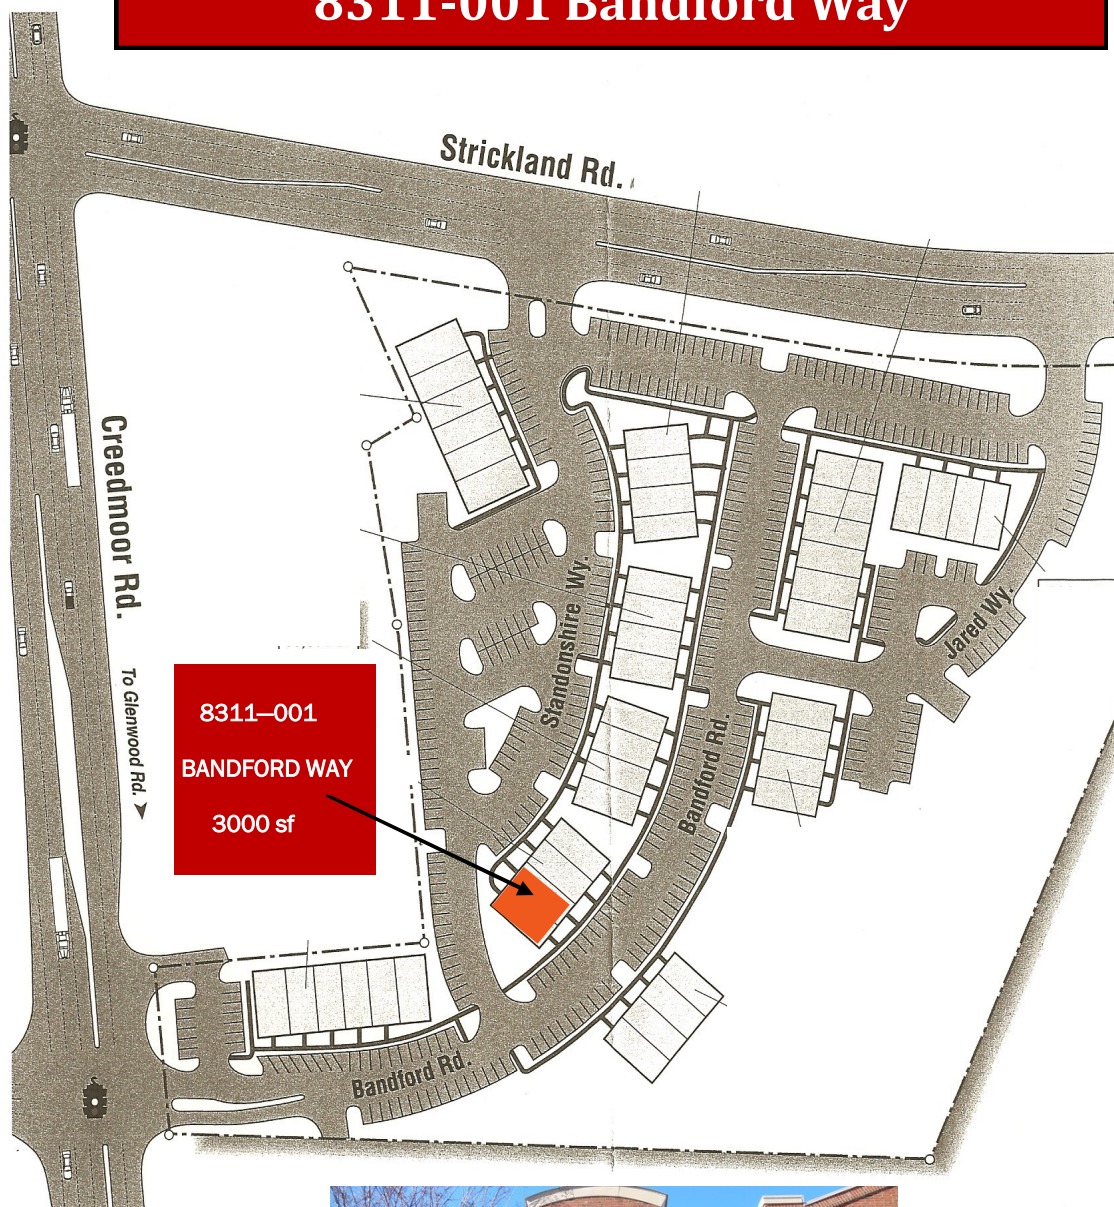 8311-001 Bandford Way
Strickland Rd.
Creedmoor Rd.
To Glenwood Rd.
Standonshire Wy.
Jared Wy.
8311—001
BANDFORD WAY
3000 sf
Bandford Rd.
Bandford Rd.